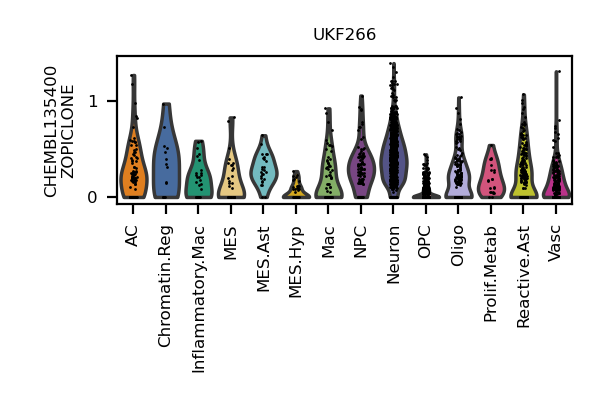 UKF266
CHEMBL135400
ZOPICLONE
1
0
AC
Chromatin.Reg
Inflammatory.Mac
MES
MES.Ast
MES.Hyp
Mac
NPC
Neuron
OPC
Oligo
Prolif.Metab
Reactive.Ast
Vasc